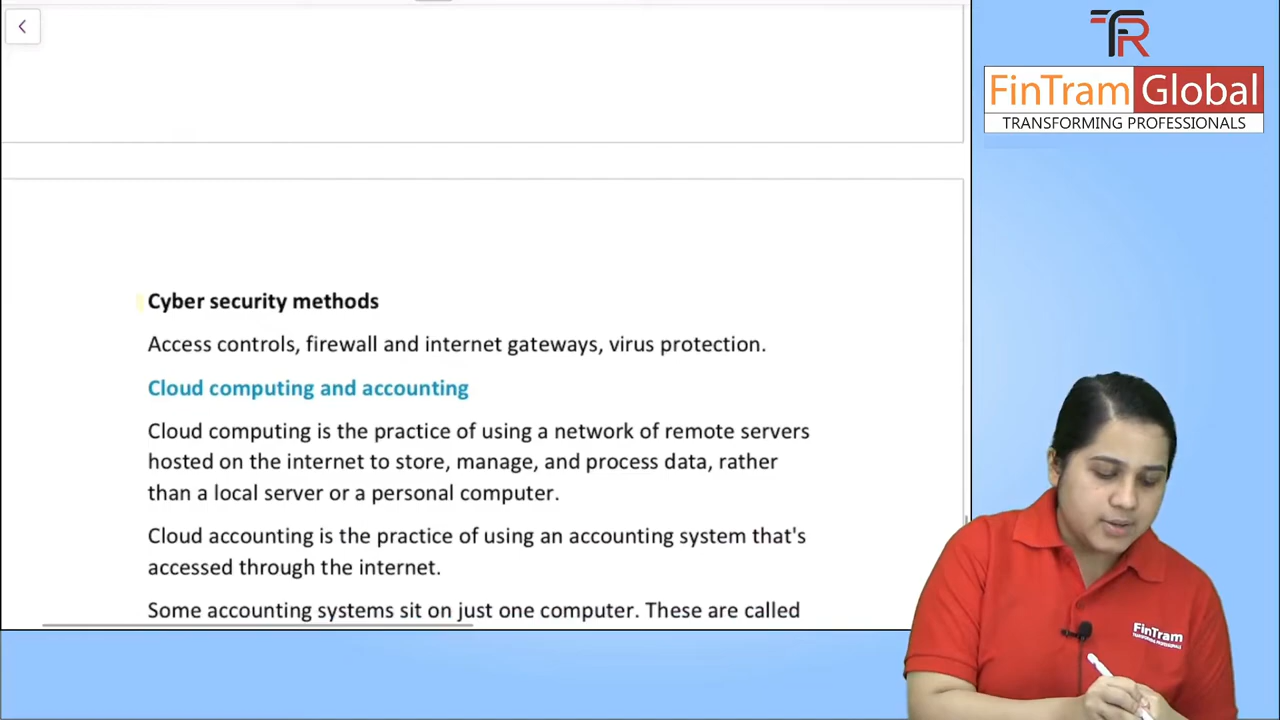 FinTram Global
TRANSFORMING PROFESSIONALS
Cyber security methods
Access controls, firewall and internet gateways, virus protection.
Cloud computing and accounting
Cloud computing is the practice of using a network of remote servers
hosted on the internet to store, manage, and process data, rather
than a local server or a personal computer.
Cloud accounting is the practice of using an accounting system that's
accessed through the internet.
Some accounting systems sit on just one computer. These are called
FinTram
TRANSFORMING PROFESSIONALS